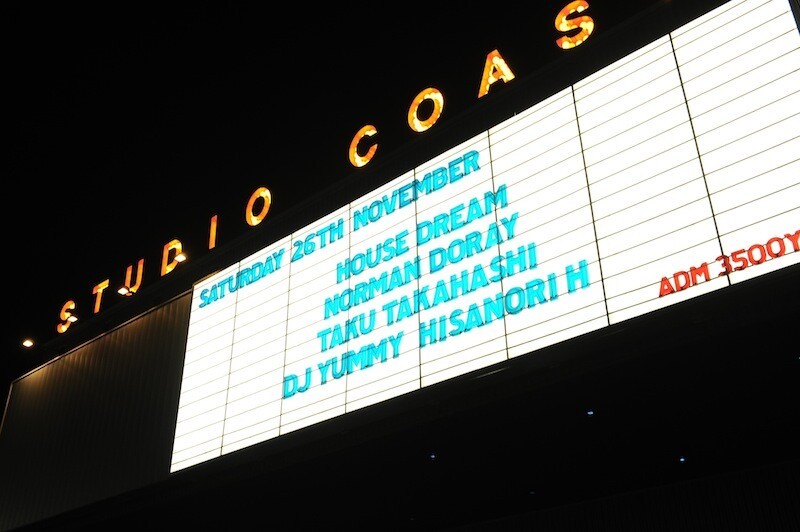 STUDIO COAS
SATURDAY 26TH NOVEMBER
HOUSE DREAM
NORMAN DORAY
TAKU TAKAHASHI
DJ YUMMY HISANORI H
ADM 3500Y